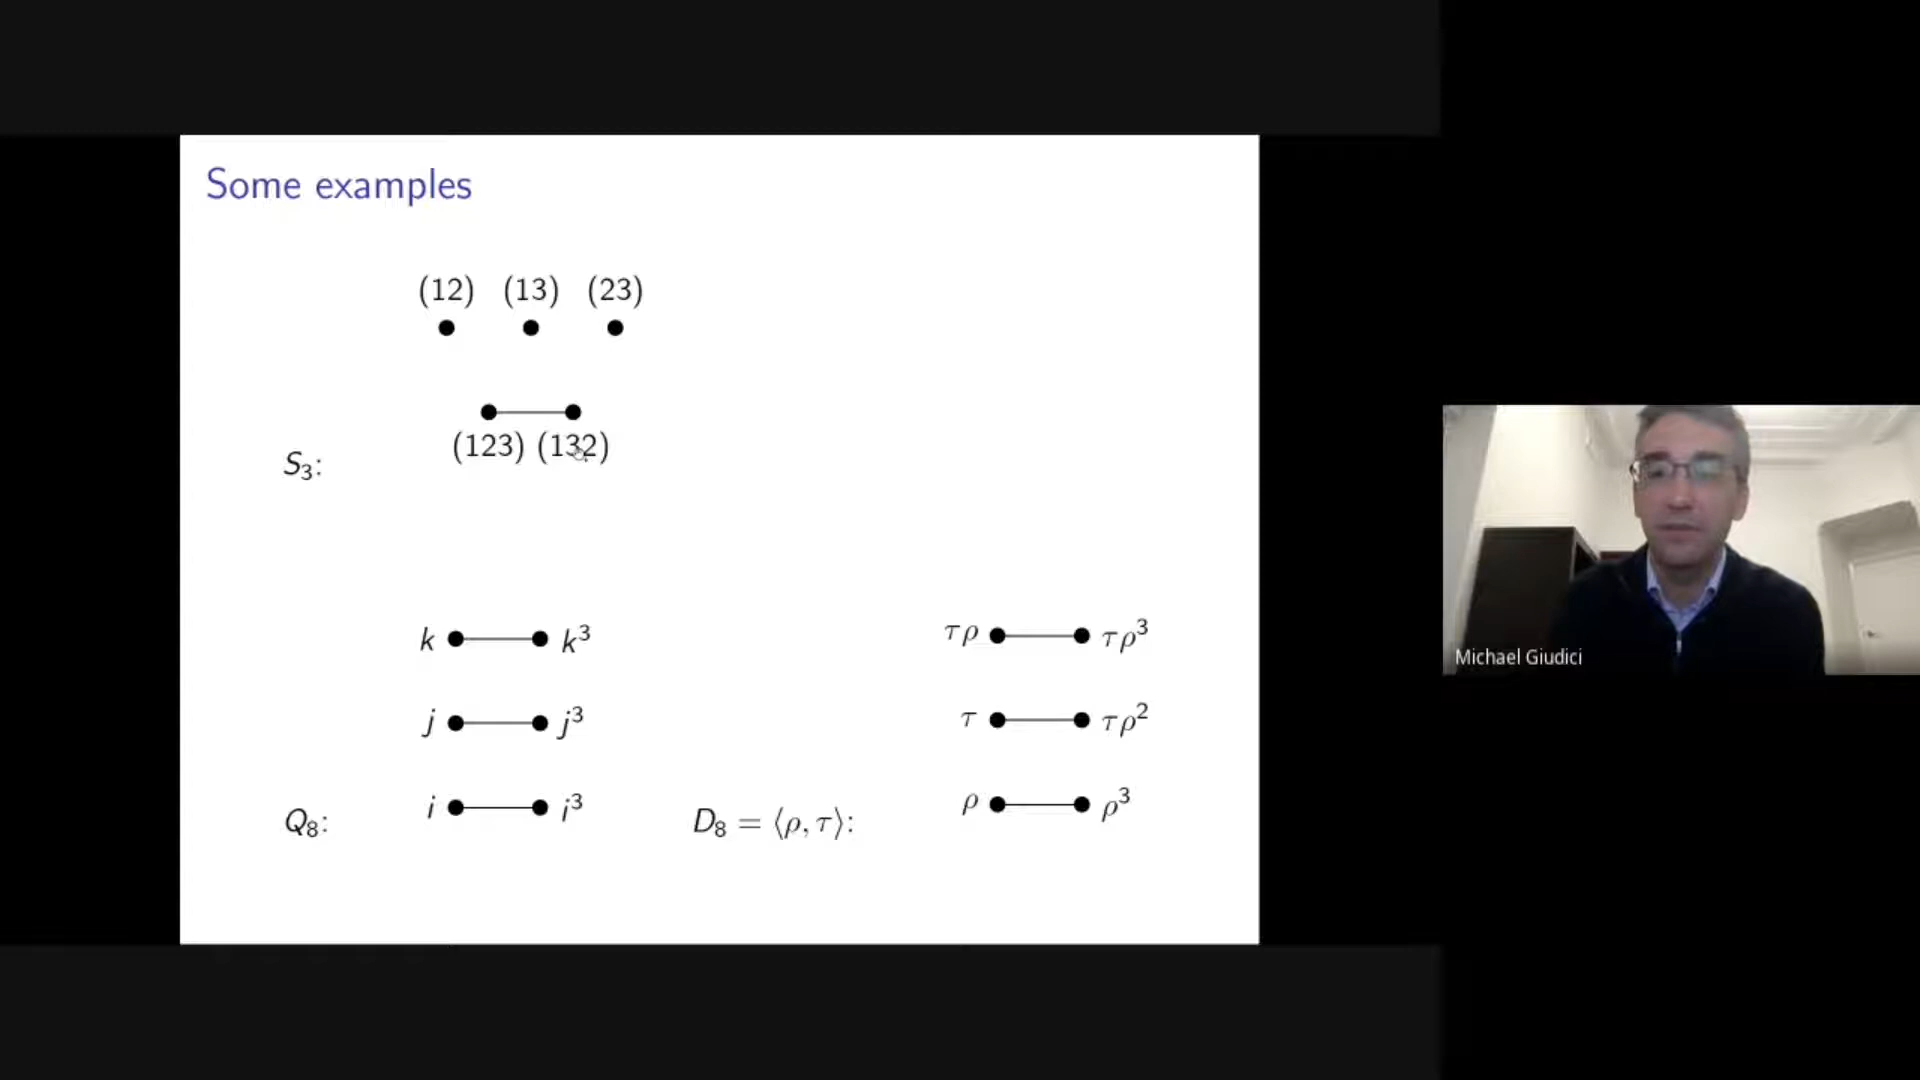 Some examples
(12) (13) (23)
(123) (132)
S₃:
k k³
j j³
i i³
Q₈:
τρ τρ³
τ τρ²
ρ ρ³
D₈ = ⟨ρ, τ⟩:
Michael Giudici